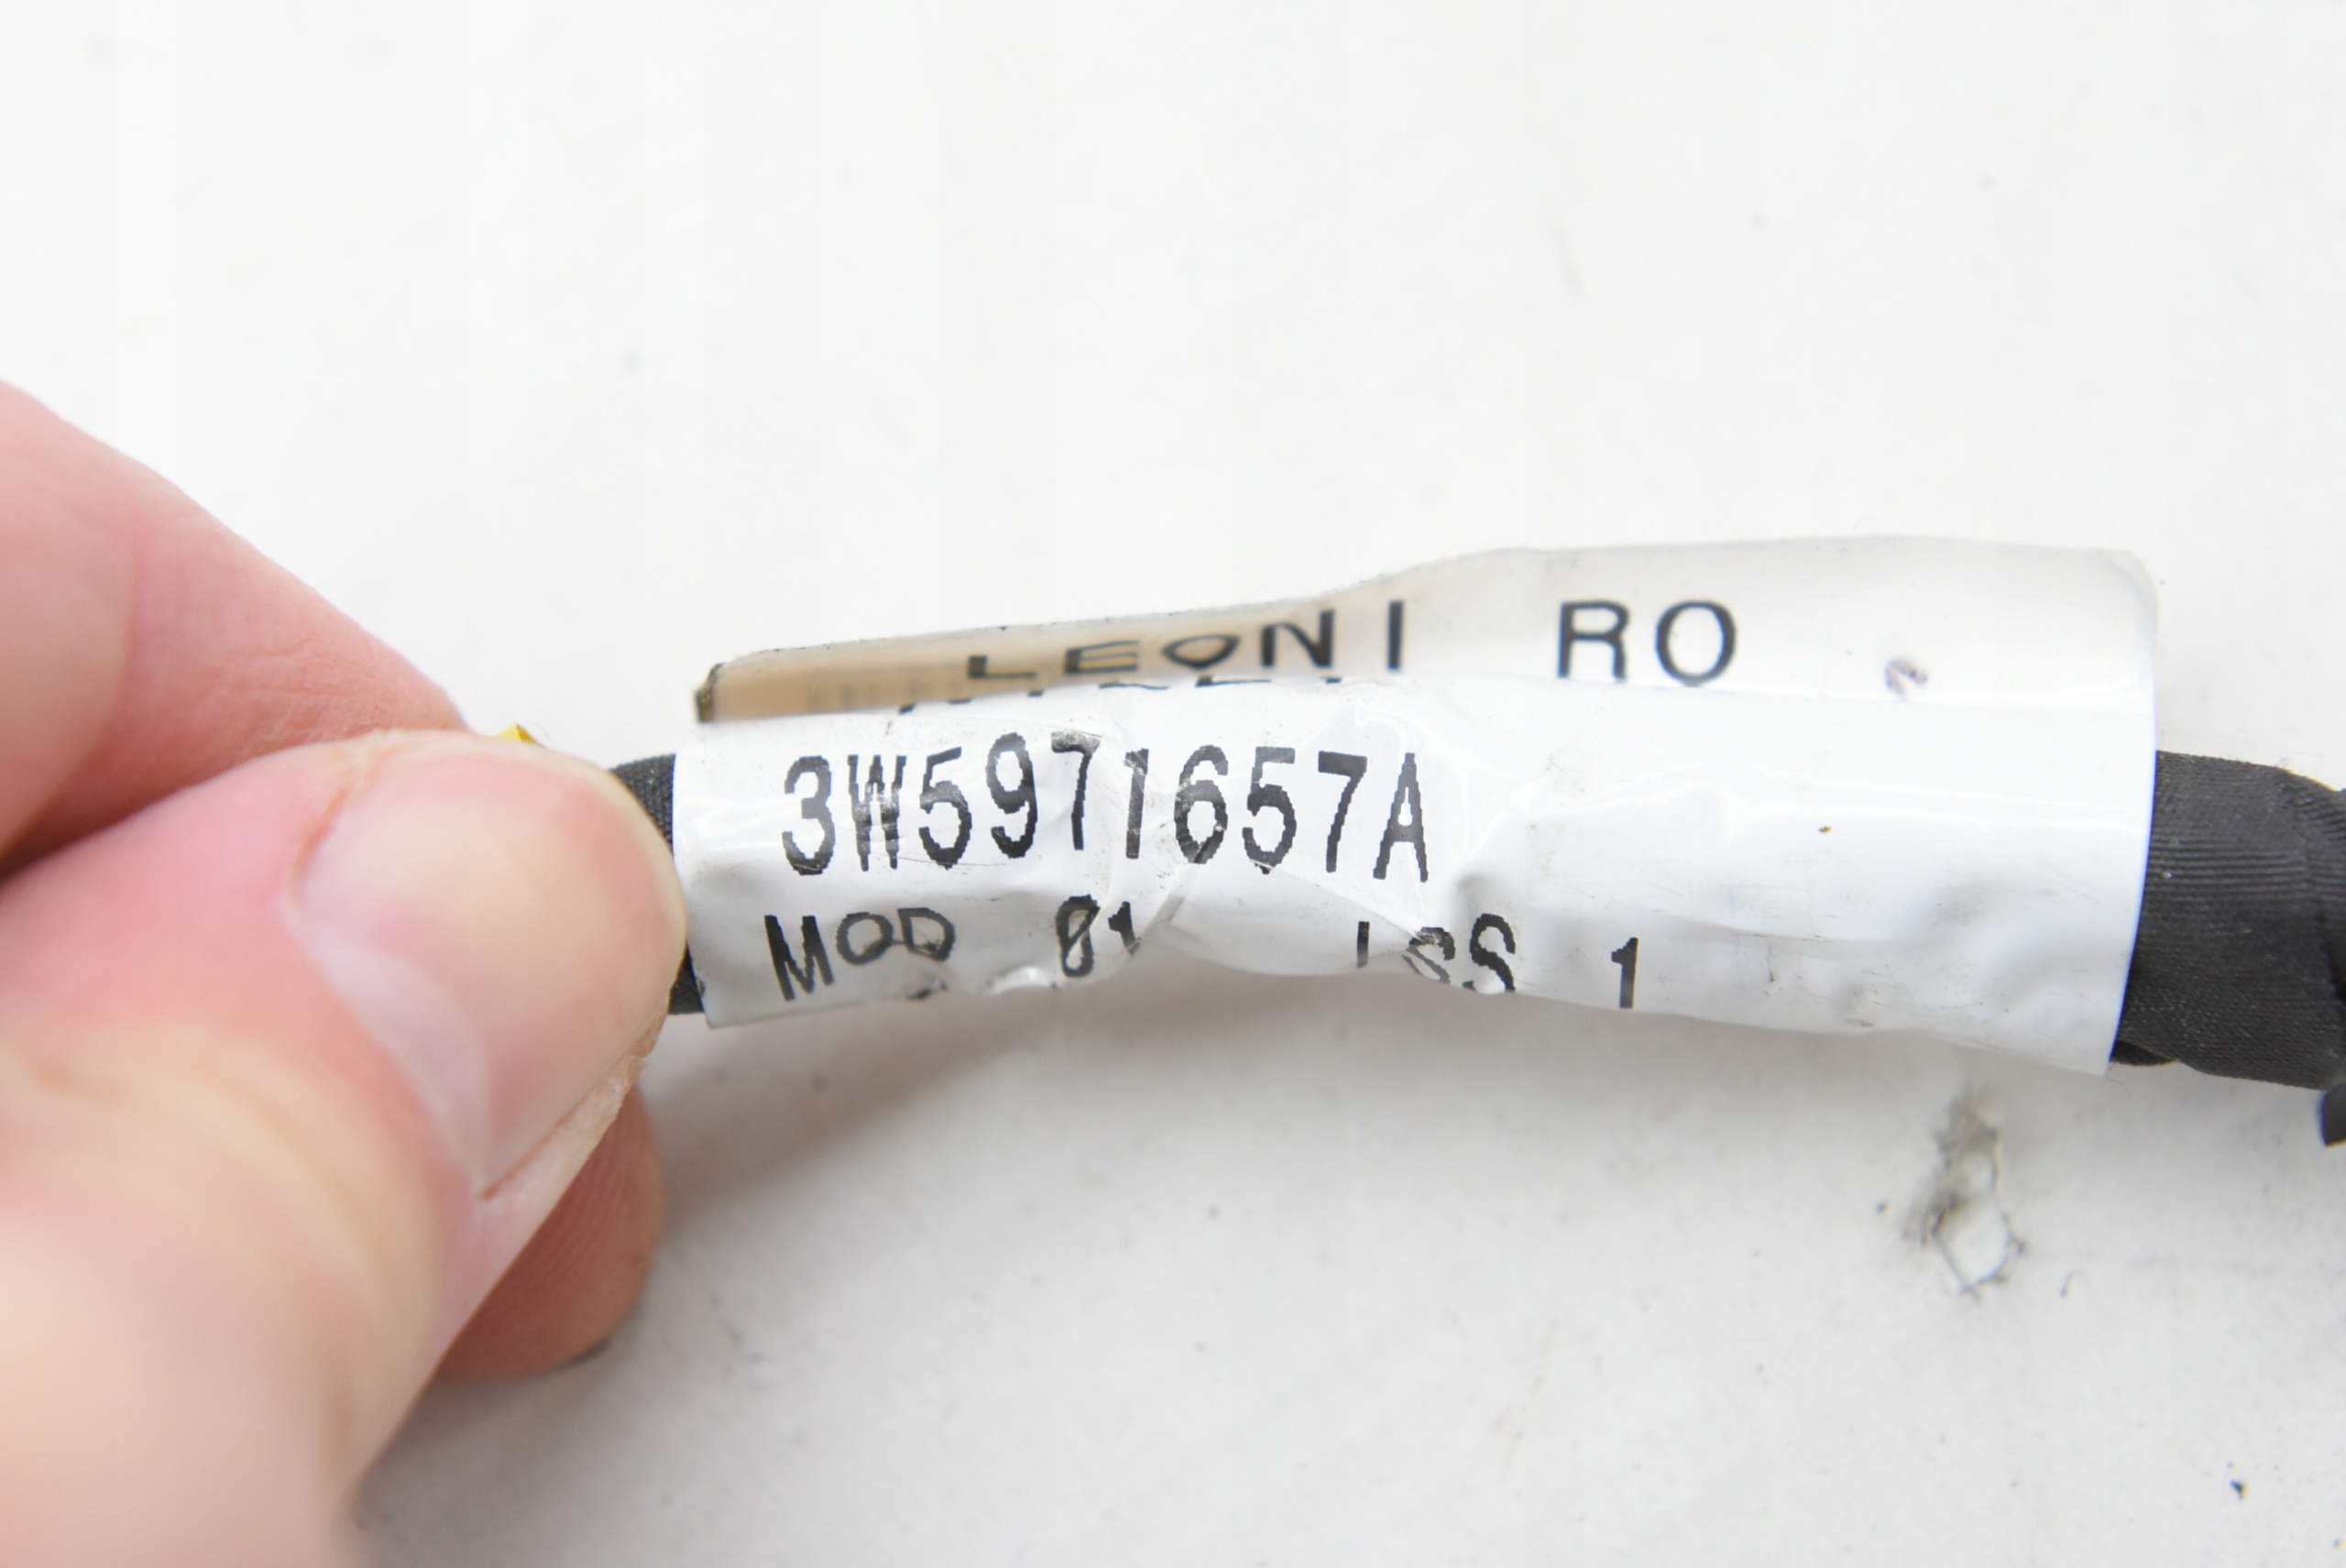 LEONI RO
3W5971657A
MOD 01 ISS 1